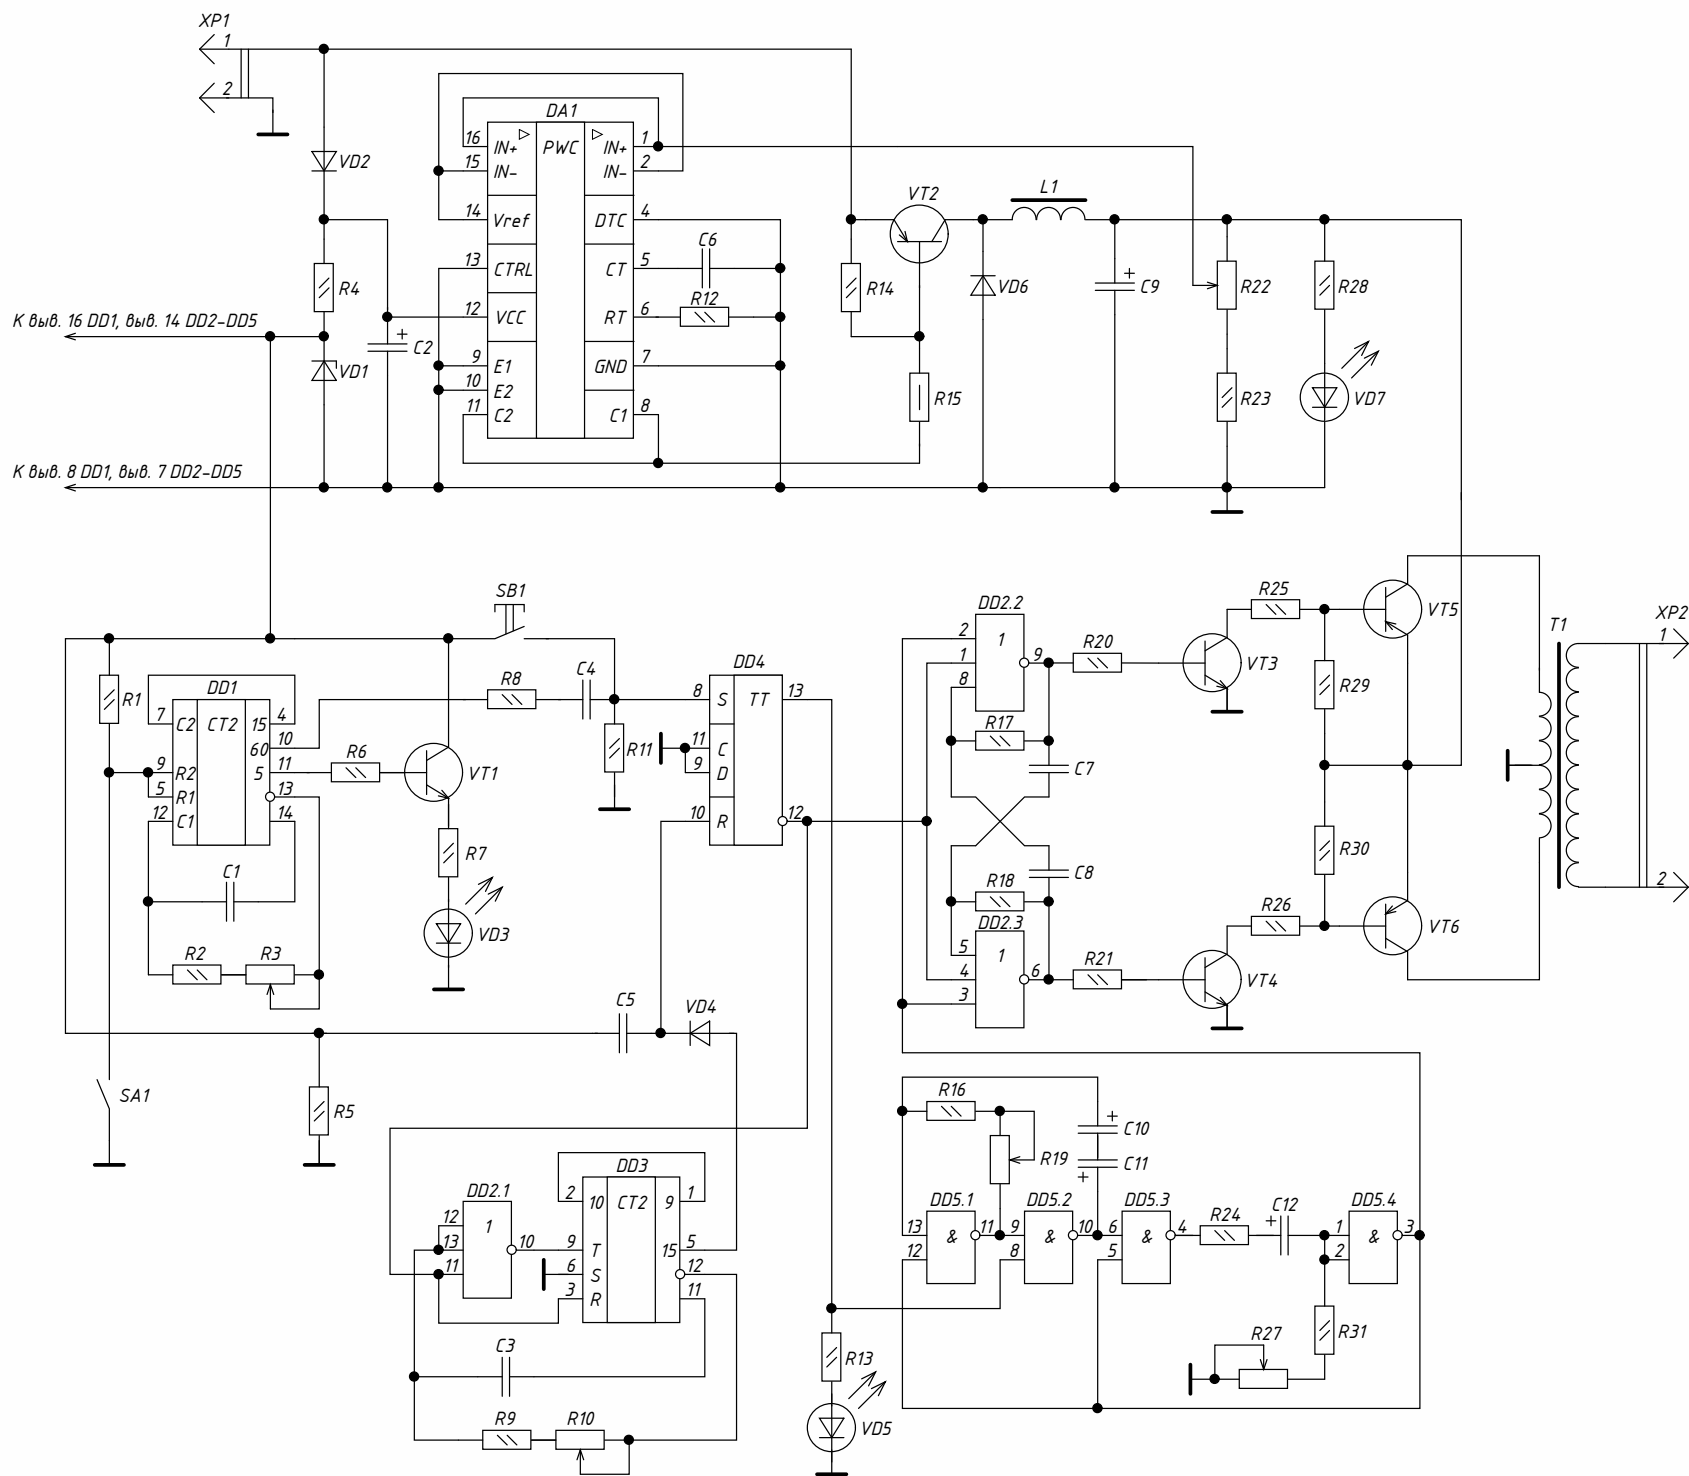 XP1
1
2
VD2
R4
К выв. 16 DD1, выв. 14 DD2-DD5
VD1
C2
К выв. 8 DD1, выв. 7 DD2-DD5
DA1
16 IN+ ▷ PWC ▷ IN+ 1
15 IN- IN- 2
14 Vref DTC 4
13 CTRL CT 5
12 VCC RT 6
9 E1 GND 7
10 E2
11 C2 C1 8
C6
R12
VT2
L1
R14
R15
VD6
+ C9
R22
R23
R28
VD7
+
SB1
R1
DD1
7 C2 CT2 15 4
60 10
9 R2 5 11
5 R1 13
12 C1 14
C1
R2
R3
R6
VT1
R7
VD3
R8
C4
R11
DD4
8 S TT 13
11 C
9 D
10 R 12
C5
VD4
SA1
R5
DD2.2
2 1
1 9
8
R17
C7
C8
R18
DD2.3
5 1
4 6
3
R20
R21
VT3
VT4
R25
R26
R29
R30
VT5
VT6
T1
XP2
1
2
DD2.1
12 1
13 10
11
DD3
2 10 CT2 9 1
9 T 15 5
6 S 12
3 R 11
C3
R9
R10
R13
VD5
R16
R19
+ C10
C11
+
DD5.1
13 & 11
12
DD5.2
9 & 10
8
DD5.3
6 & 4
5
R24
C12
+
DD5.4
1 & 3
2
R27
R31